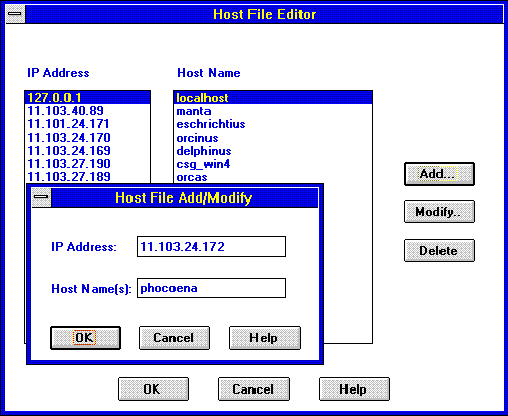 Host File Editor
IP Address Host Name
127.0.0.1 localhost
11.103.40.89 manta
11.101.24.171 eschrichtius
11.103.24.170 orcinus
11.103.24.169 delphinus
11.103.27.190 csg_win4
11.103.27.189 orcas
Add...
Modify..
Delete
Host File Add/Modify
IP Address: 11.103.24.172
Host Name(s): phocoena
OK Cancel Help
OK Cancel Help